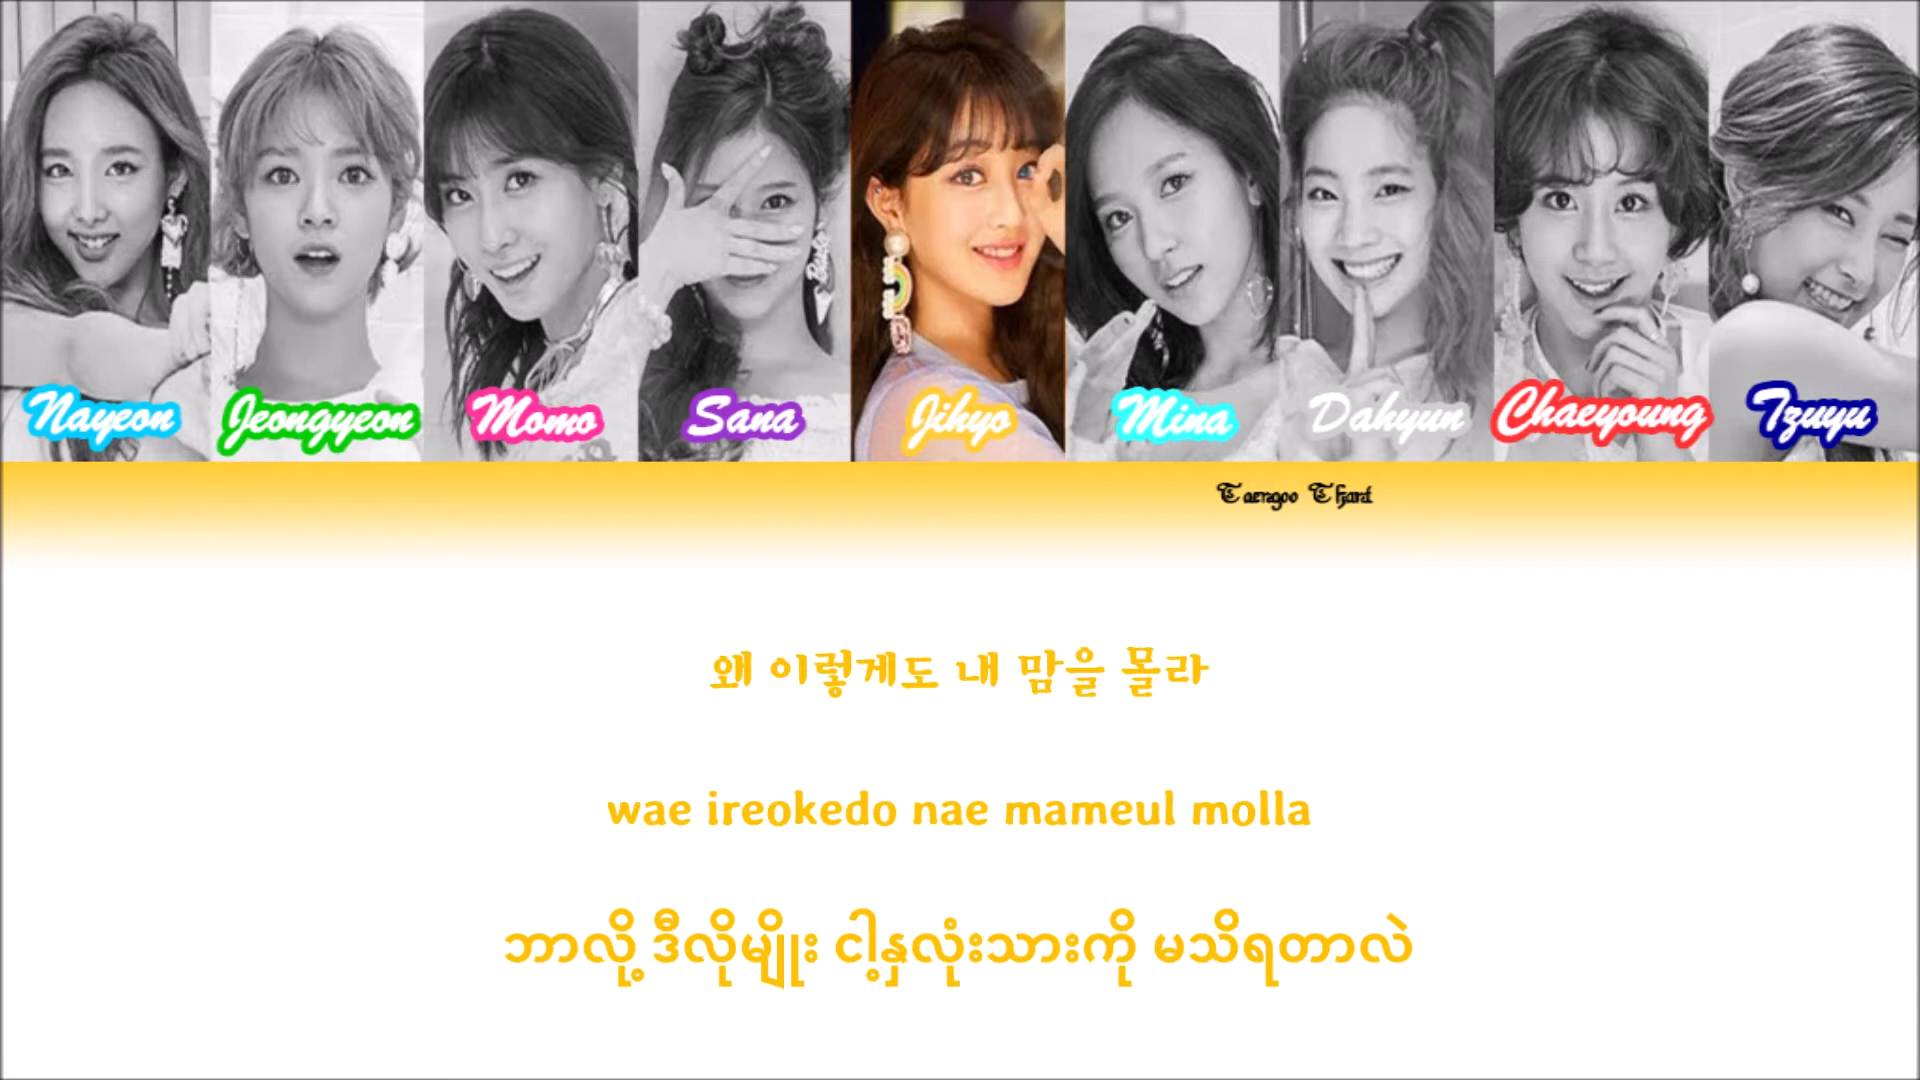 Nayeon Jeongyeon Momo Sana Jihyo Mina Dahyun Chaeyoung Tzuyu
Taengoo Thant
왜 이렇게도 내 맘을 몰라
wae ireokedo nae mameul molla
ဘာလို့ ဒီလိုမျိုး ငါ့နှလုံးသားကို မသိရတာလဲ